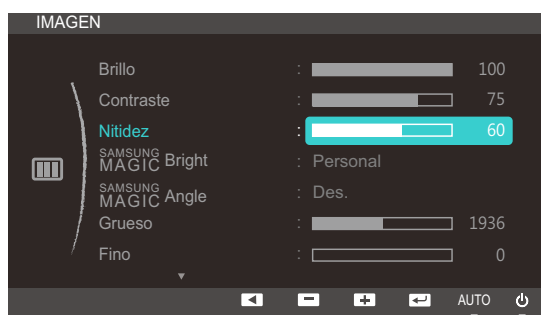 IMAGEN
Brillo : 100
Contraste : 75
Nitidez : 60
SAMSUNG MAGIC Bright : Personal
SAMSUNG MAGIC Angle : Des.
Grueso : 1936
Fino : 0
AUTO